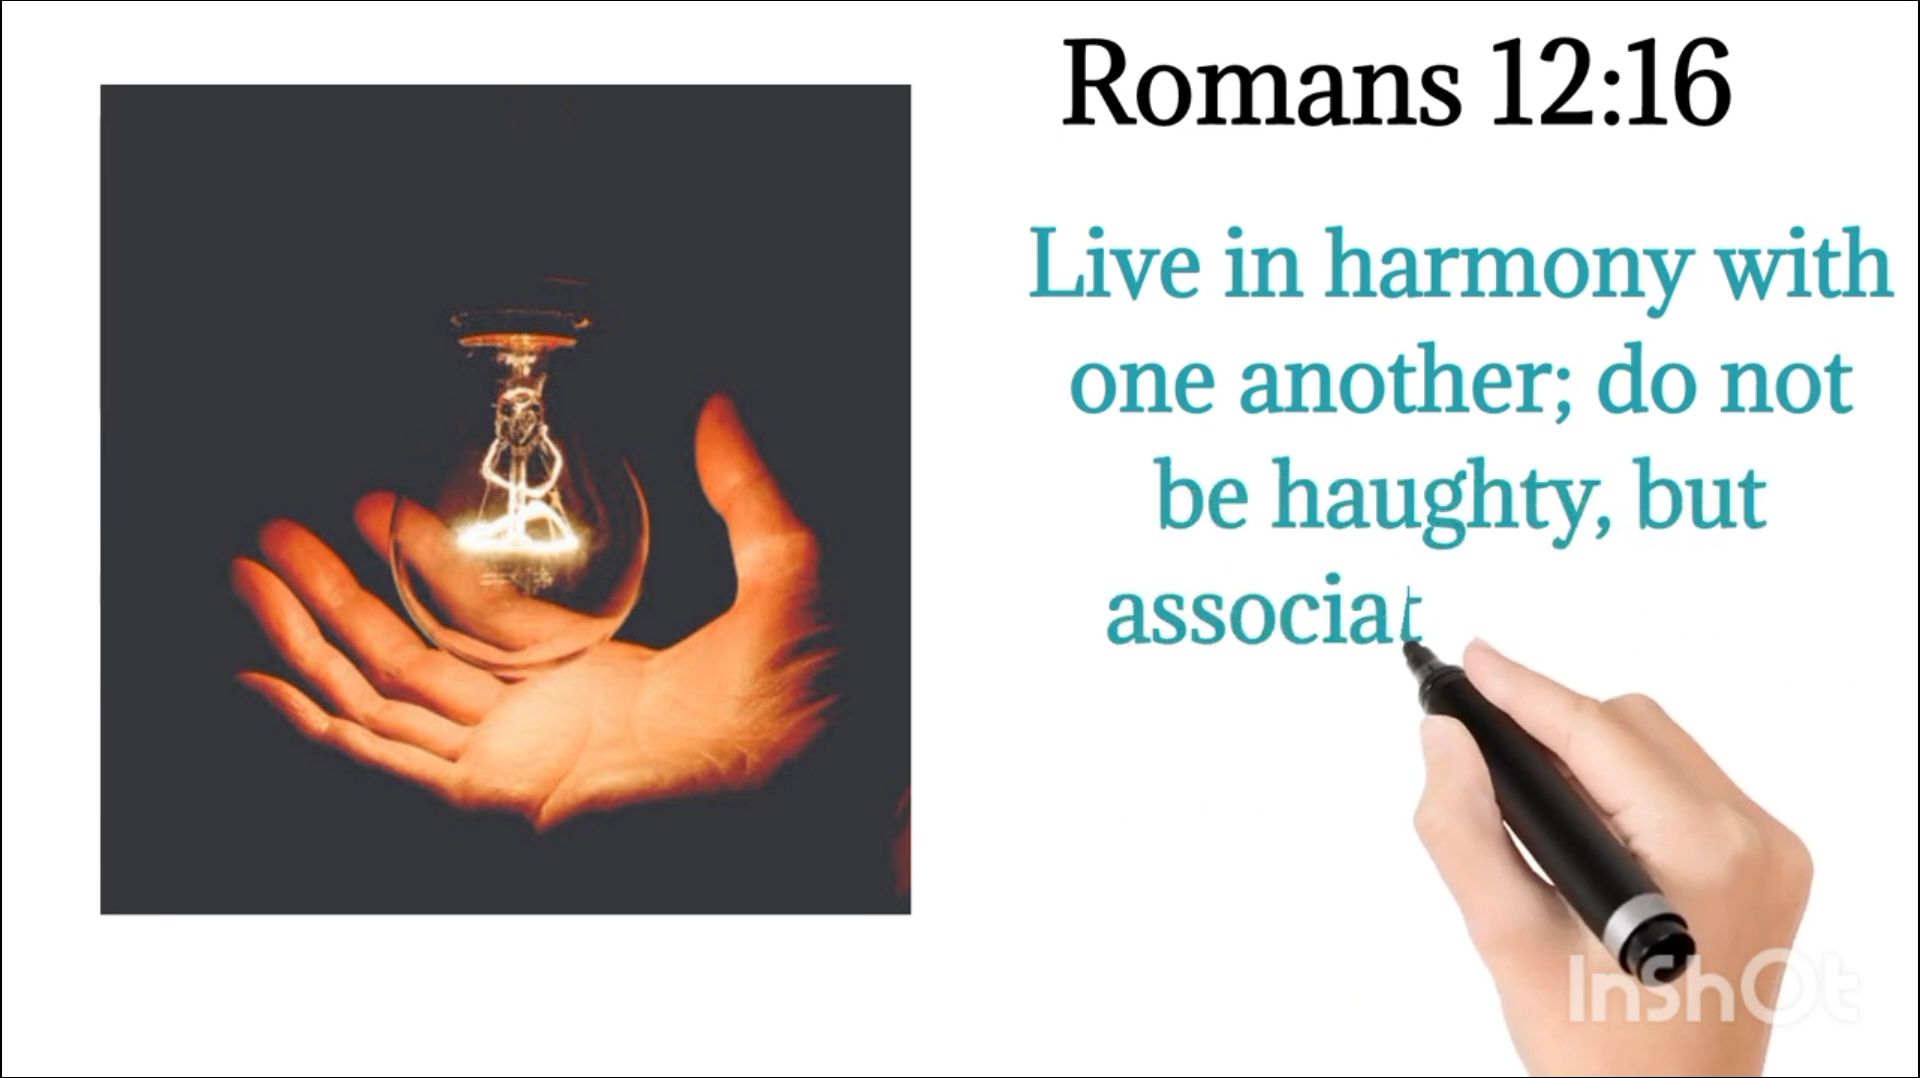 Romans 12:16
Live in harmony with
one another; do not
be haughty, but
associat
InShOt